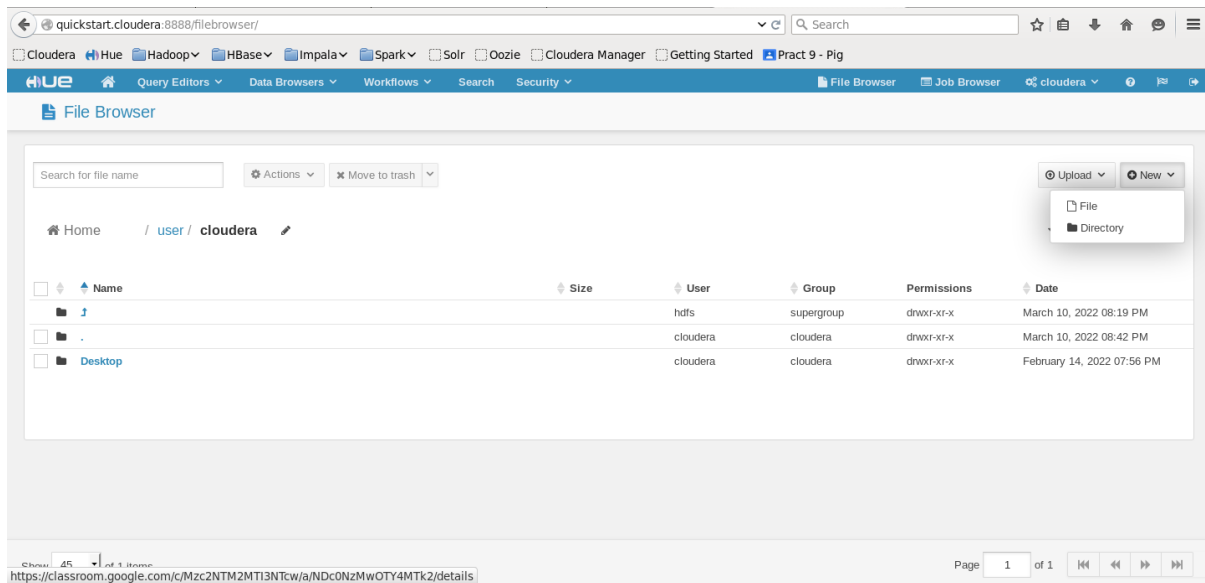 quickstart.cloudera:8888/filebrowser/ Search
Cloudera Hue Hadoop HBase Impala Spark Solr Oozie Cloudera Manager Getting Started Pract 9 - Pig
HUE Query Editors Data Browsers Workflows Search Security File Browser Job Browser cloudera
File Browser
Search for file name Actions Move to trash Upload New
File
Home / user / cloudera
Directory
Name Size User Group Permissions Date
hdfs supergroup drwxr-xr-x March 10, 2022 08:19 PM
. cloudera cloudera drwxr-xr-x March 10, 2022 08:42 PM
Desktop cloudera cloudera drwxr-xr-x February 14, 2022 07:56 PM
Show 45 of 1 items Page 1 of 1
https://classroom.google.com/c/Mzc2NTM2MTI3NTcw/a/NDc0NzMwOTY4MTk2/details